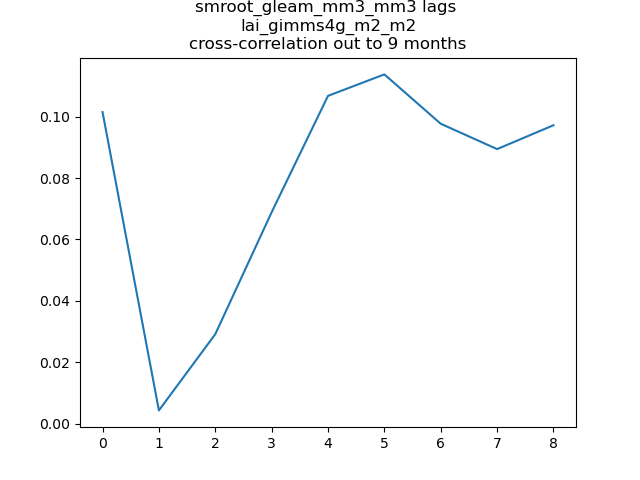 smroot_gleam_mm3_mm3 lags
lai_gimms4g_m2_m2
cross-correlation out to 9 months
0.10
0.08
0.06
0.04
0.02
0.00
0 1 2 3 4 5 6 7 8